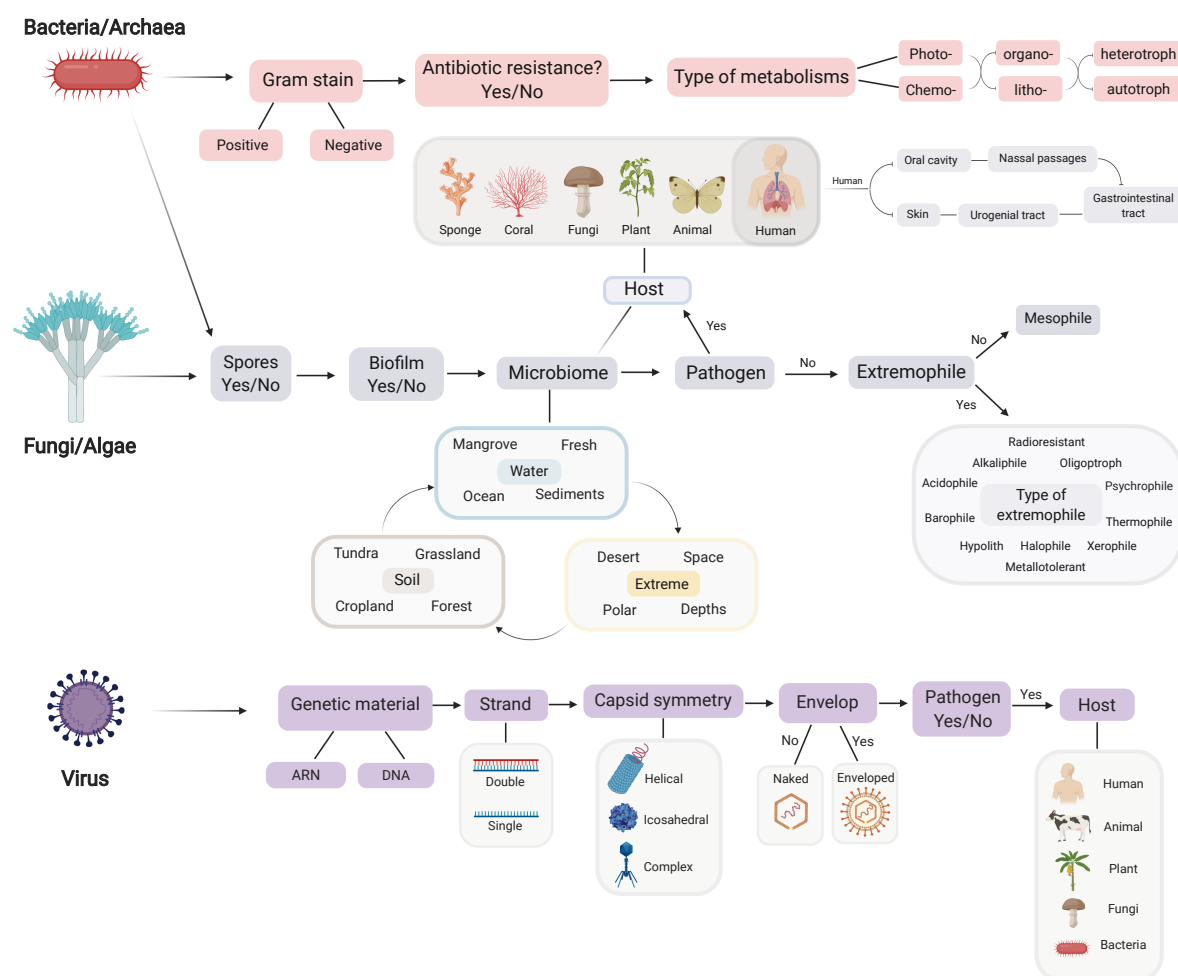 Bacteria/Archaea
Gram stain
Positive
Negative
Antibiotic resistance?
Yes/No
Type of metabolisms
Photo-
Chemo-
organo-
litho-
heterotroph
autotroph
Sponge
Coral
Fungi
Plant
Animal
Human
Human
Oral cavity
Nassal passages
Skin
Urogenial tract
Gastrointestinal
tract
Host
Yes
Fungi/Algae
Spores
Yes/No
Biofilm
Yes/No
Microbiome
Pathogen
No
Extremophile
No
Mesophile
Yes
Radioresistant
Alkaliphile
Oligoptroph
Acidophile
Psychrophile
Type of
extremophile
Barophile
Thermophile
Hypolith
Halophile
Xerophile
Metallotolerant
Mangrove
Fresh
Water
Ocean
Sediments
Tundra
Grassland
Soil
Cropland
Forest
Desert
Space
Extreme
Polar
Depths
Virus
Genetic material
ARN
DNA
Strand
Double
Single
Capsid symmetry
Helical
Icosahedral
Complex
Envelop
No
Yes
Naked
Enveloped
Pathogen
Yes/No
Yes
Host
Human
Animal
Plant
Fungi
Bacteria